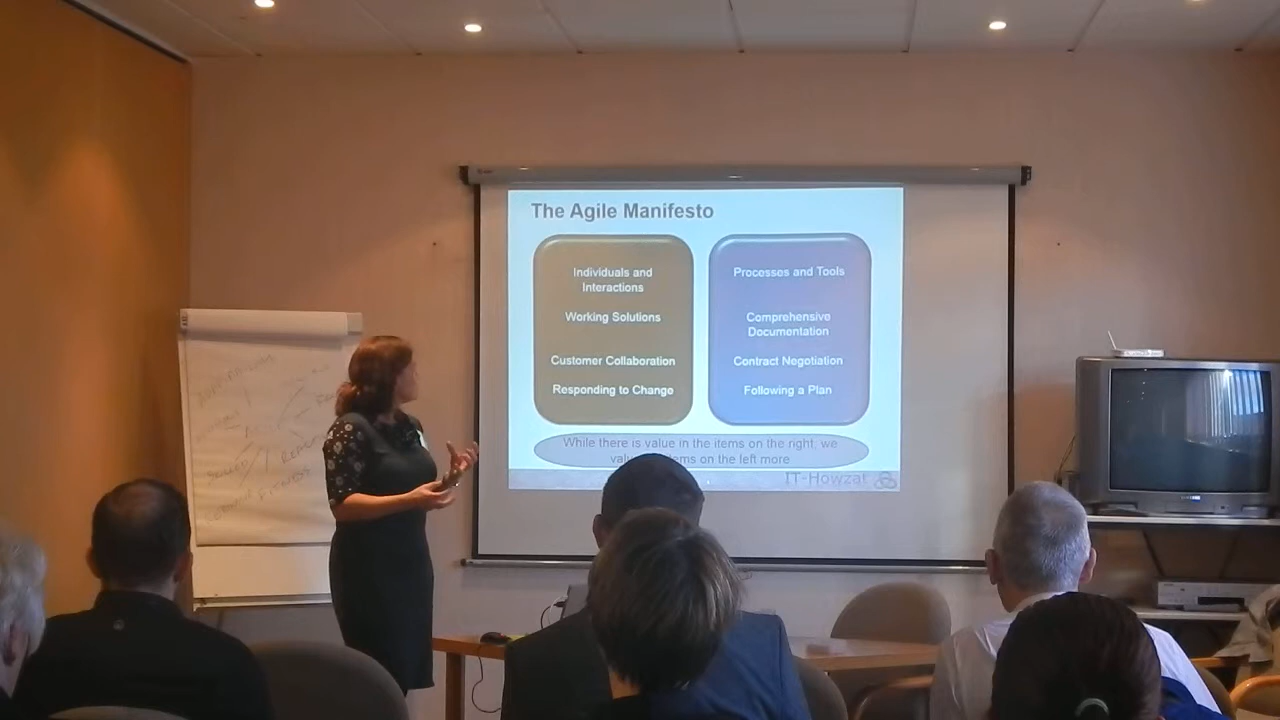 The Agile Manifesto
Individuals and
Interactions
Working Solutions
Customer Collaboration
Responding to Change
Processes and Tools
Comprehensive
Documentation
Contract Negotiation
Following a Plan
While there is value in the items on the right, we
items on the left more
IT-Howzat
SKILLED
FITNESS